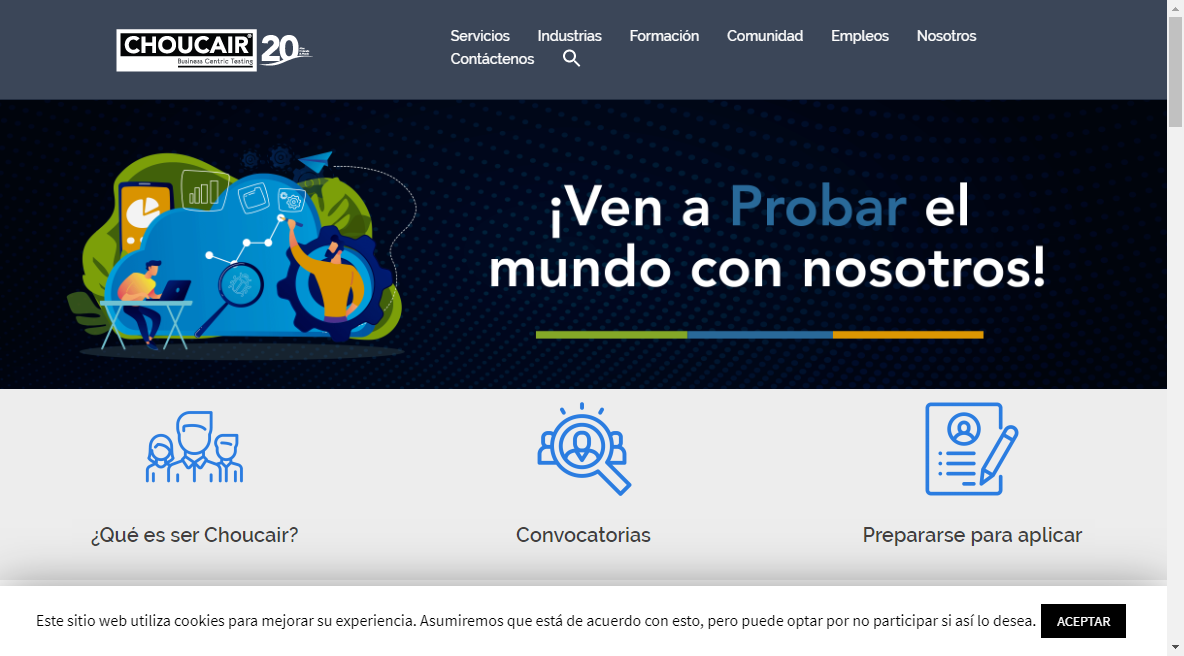 CHOUCAIR®
Business Centric Testing
20
Servicios Industrias Formación Comunidad Empleos Nosotros
Contáctenos
¡Ven a Probar el
mundo con nosotros!
¿Qué es ser Choucair?
Convocatorias
Prepararse para aplicar
Este sitio web utiliza cookies para mejorar su experiencia. Asumiremos que está de acuerdo con esto, pero puede optar por no participar si así lo desea. ACEPTAR